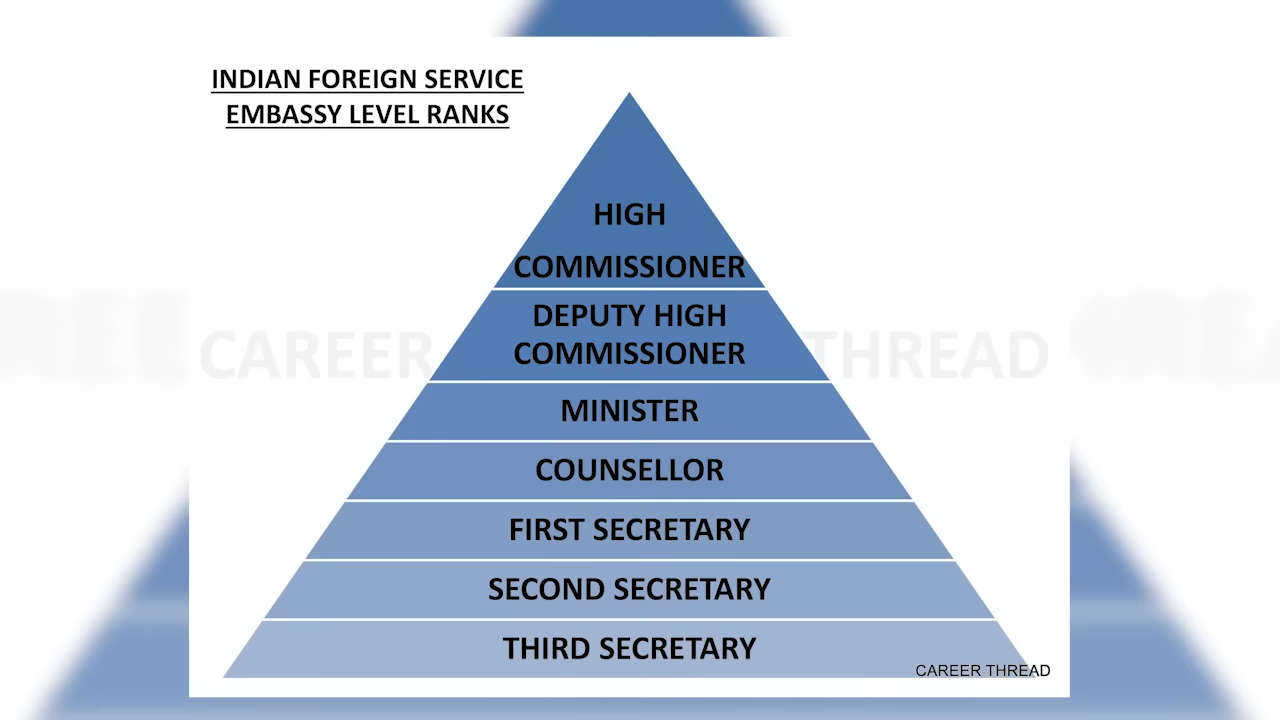 INDIAN FOREIGN SERVICE
EMBASSY LEVEL RANKS
HIGH
COMMISSIONER
DEPUTY HIGH
COMMISSIONER
CAREER THREAD
MINISTER
COUNSELLOR
FIRST SECRETARY
SECOND SECRETARY
THIRD SECRETARY
CAREER THREAD